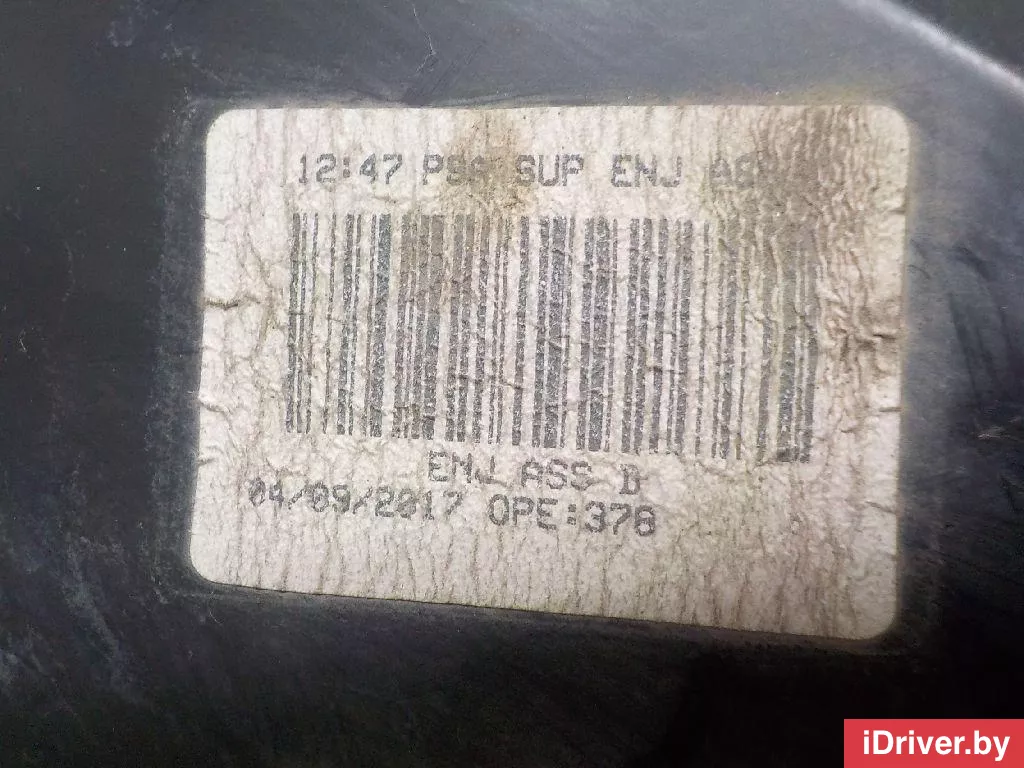 12:47 PSA SUP ENJ
ENJ ASS D
04/09/2017 OPE:378
iDriver.by